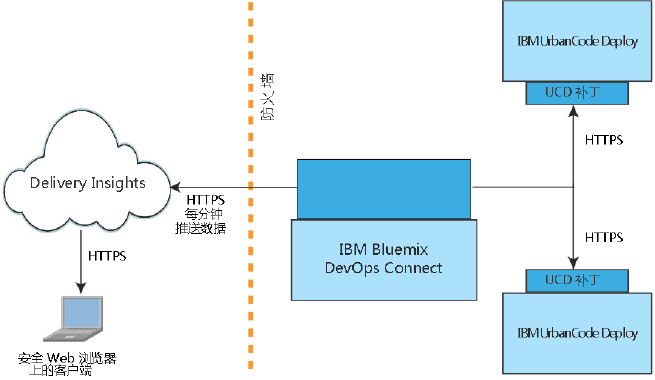 IBM UrbanCode Deploy
UCD 补丁
防火墙
HTTPS
Delivery Insights
HTTPS
每分钟
推送数据
IBM Bluemix
DevOps Connect
HTTPS
HTTPS
UCD 补丁
IBM UrbanCode Deploy
安全 Web 浏览器
上的客户端